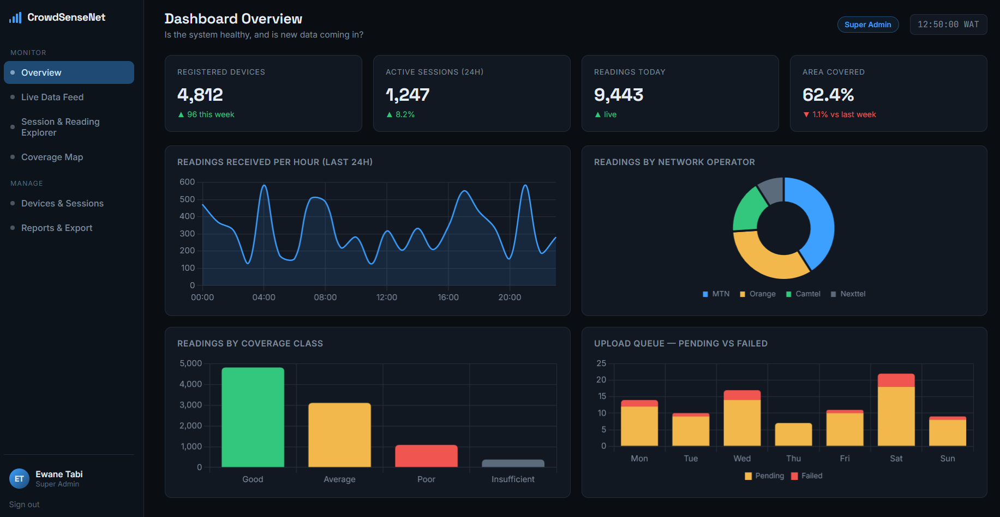 CrowdSenseNet
MONITOR
Overview
Live Data Feed
Session & Reading
Explorer
Coverage Map
MANAGE
Devices & Sessions
Reports & Export
ET
Ewane Tabi
Super Admin
Sign out
Dashboard Overview
Is the system healthy, and is new data coming in?
Super Admin
12:50:00 WAT
REGISTERED DEVICES
4,812
▲ 96 this week
ACTIVE SESSIONS (24H)
1,247
▲ 8.2%
READINGS TODAY
9,443
▲ live
AREA COVERED
62.4%
▼ 1.1% vs last week
READINGS RECEIVED PER HOUR (LAST 24H)
600
500
400
300
200
100
0
00:00 04:00 08:00 12:00 16:00 20:00
READINGS BY NETWORK OPERATOR
MTN Orange Camtel Nexttel
READINGS BY COVERAGE CLASS
5,000
4,000
3,000
2,000
1,000
0
Good Average Poor Insufficient
UPLOAD QUEUE — PENDING VS FAILED
25
20
15
10
5
0
Mon Tue Wed Thu Fri Sat Sun
Pending Failed